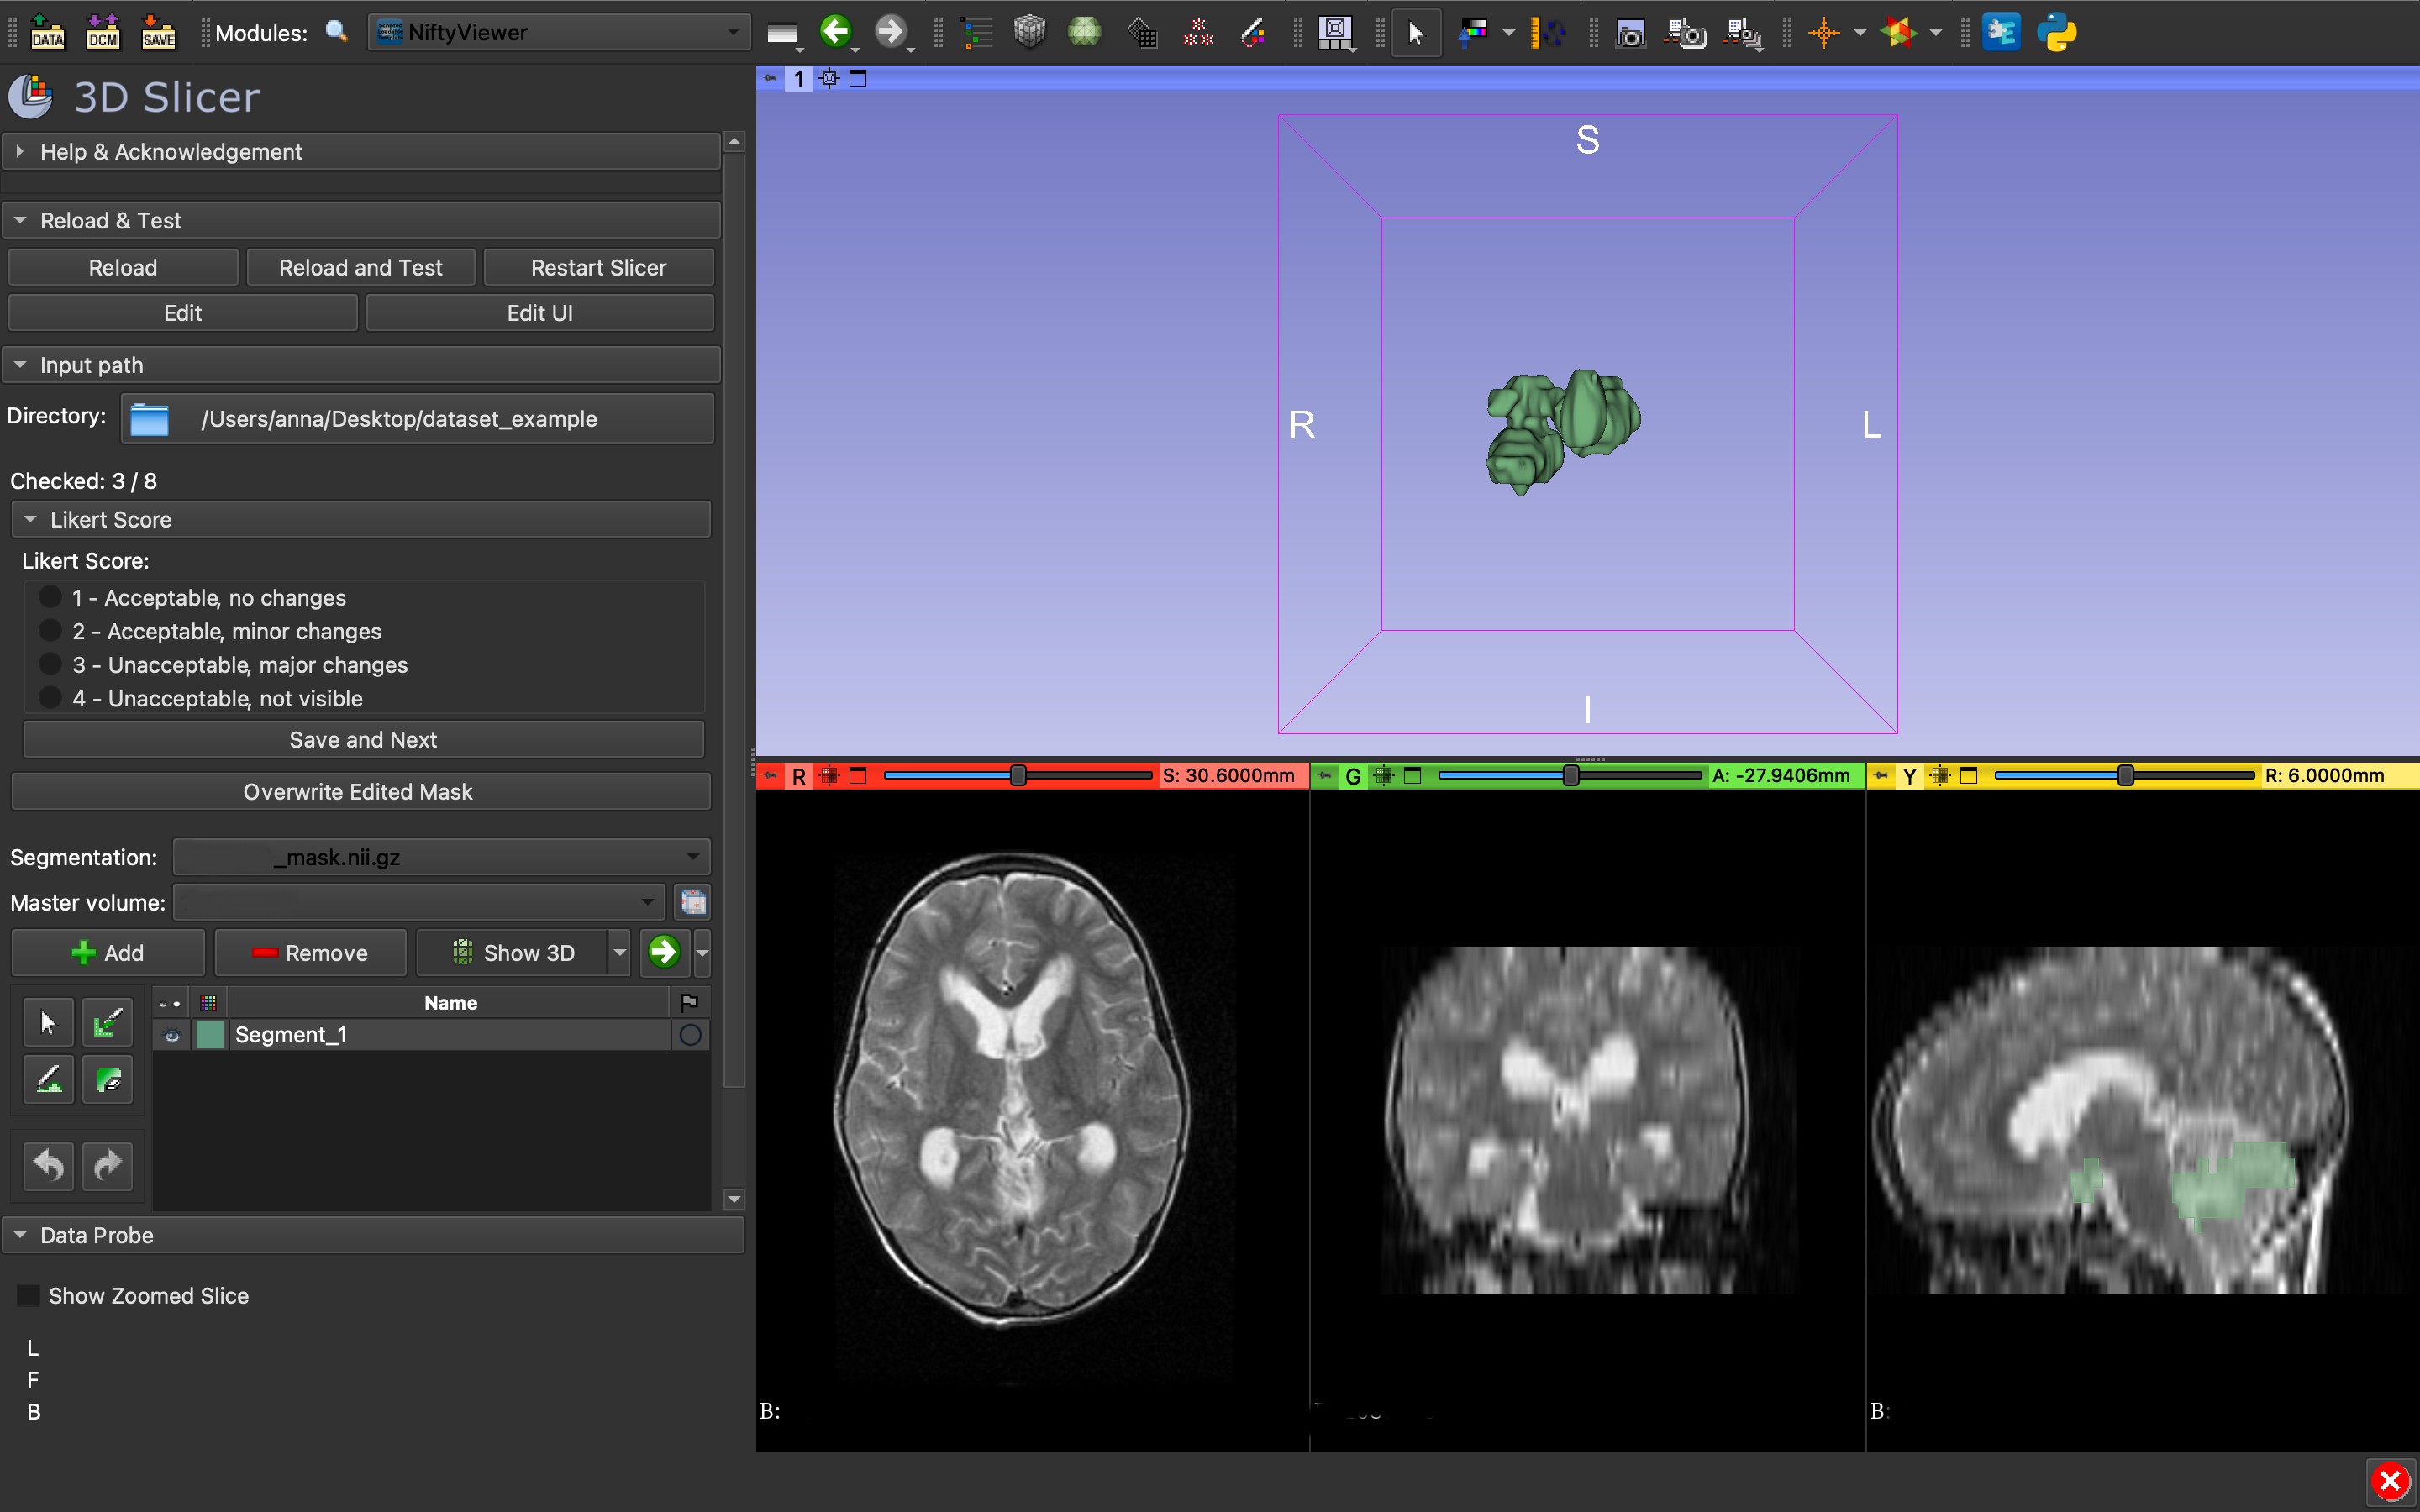 DATA DCM SAVE Modules: NiftyViewer
3D Slicer
Help & Acknowledgement
Reload & Test
Reload Reload and Test Restart Slicer
Edit Edit UI
Input path
Directory: /Users/anna/Desktop/dataset_example
Checked: 3 / 8
Likert Score
Likert Score:
1 - Acceptable, no changes
2 - Acceptable, minor changes
3 - Unacceptable, major changes
4 - Unacceptable, not visible
Save and Next
Overwrite Edited Mask
Segmentation: _mask.nii.gz
Master volume:
Add Remove Show 3D
Name
Segment_1
Data Probe
Show Zoomed Slice
L
F
B
1
S
R L
I
R S: 30.6000mm
G A: -27.9406mm
Y R: 6.0000mm
B:
B: